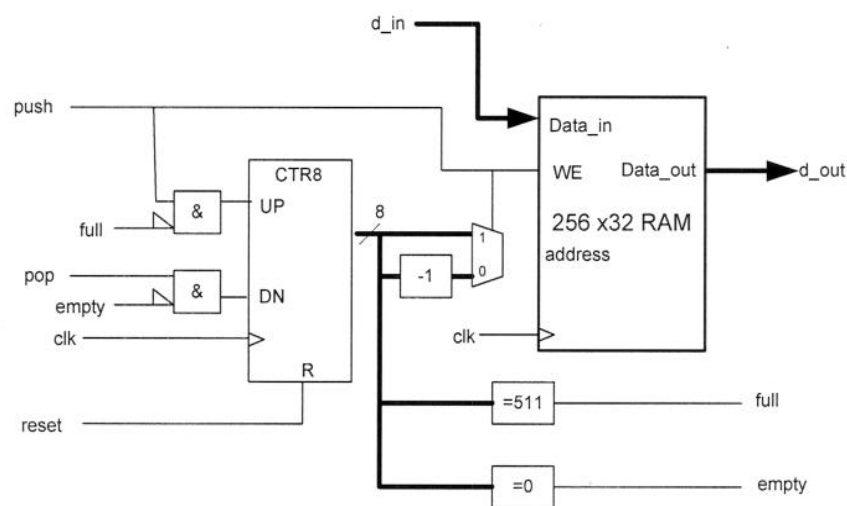 d_in
push
Data_in
CTR8
WE
Data_out
d_out
&
UP
8
1
256 x32 RAM
full
address
pop
-1
0
&
DN
empty
clk
clk
R
=511
full
reset
=0
empty